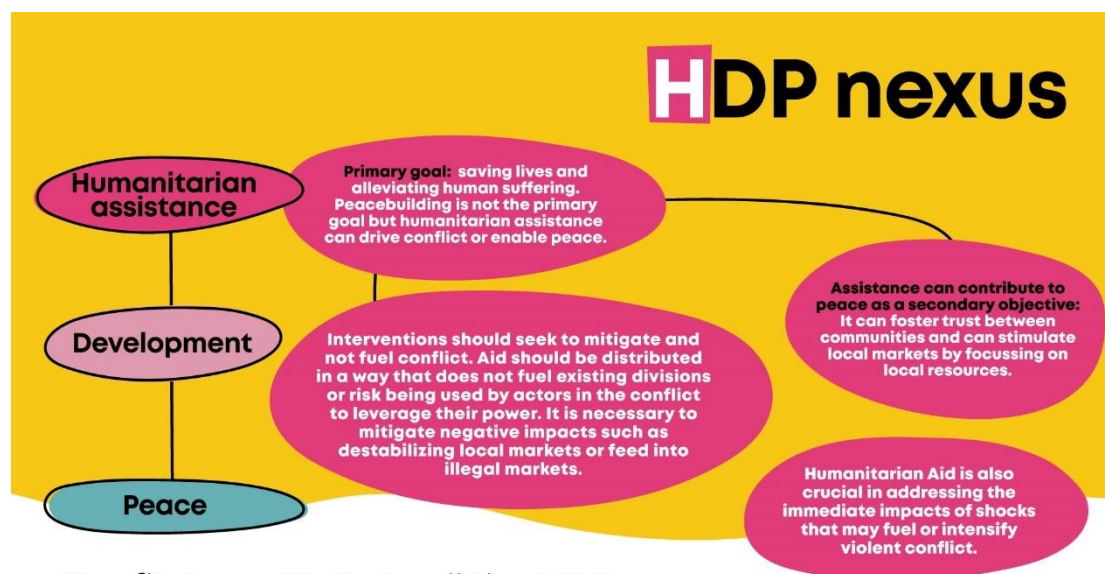 HDP nexus
Humanitarian
assistance
Primary goal: saving lives and
alleviating human suffering.
Peacebuilding is not the primary
goal but humanitarian assistance
can drive conflict or enable peace.
Assistance can contribute to
peace as a secondary objective:
It can foster trust between
communities and can stimulate
local markets by focussing on
local resources.
Development
Interventions should seek to mitigate and
not fuel conflict. Aid should be distributed
in a way that does not fuel existing divisions
or risk being used by actors in the conflict
to leverage their power. It is necessary to
mitigate negative impacts such as
destabilizing local markets or feed into
illegal markets.
Peace
Humanitarian Aid is also
crucial in addressing the
immediate impacts of shocks
that may fuel or intensify
violent conflict.